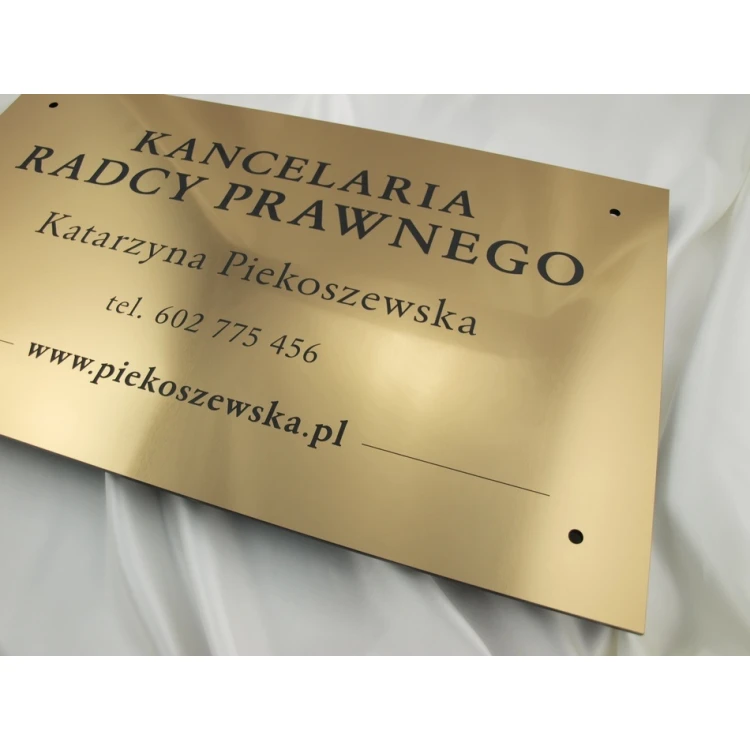 KANCELARIA
RADCY PRAWNEGO
Katarzyna Piekoszewska
tel. 602 775 456
www.piekoszewska.pl